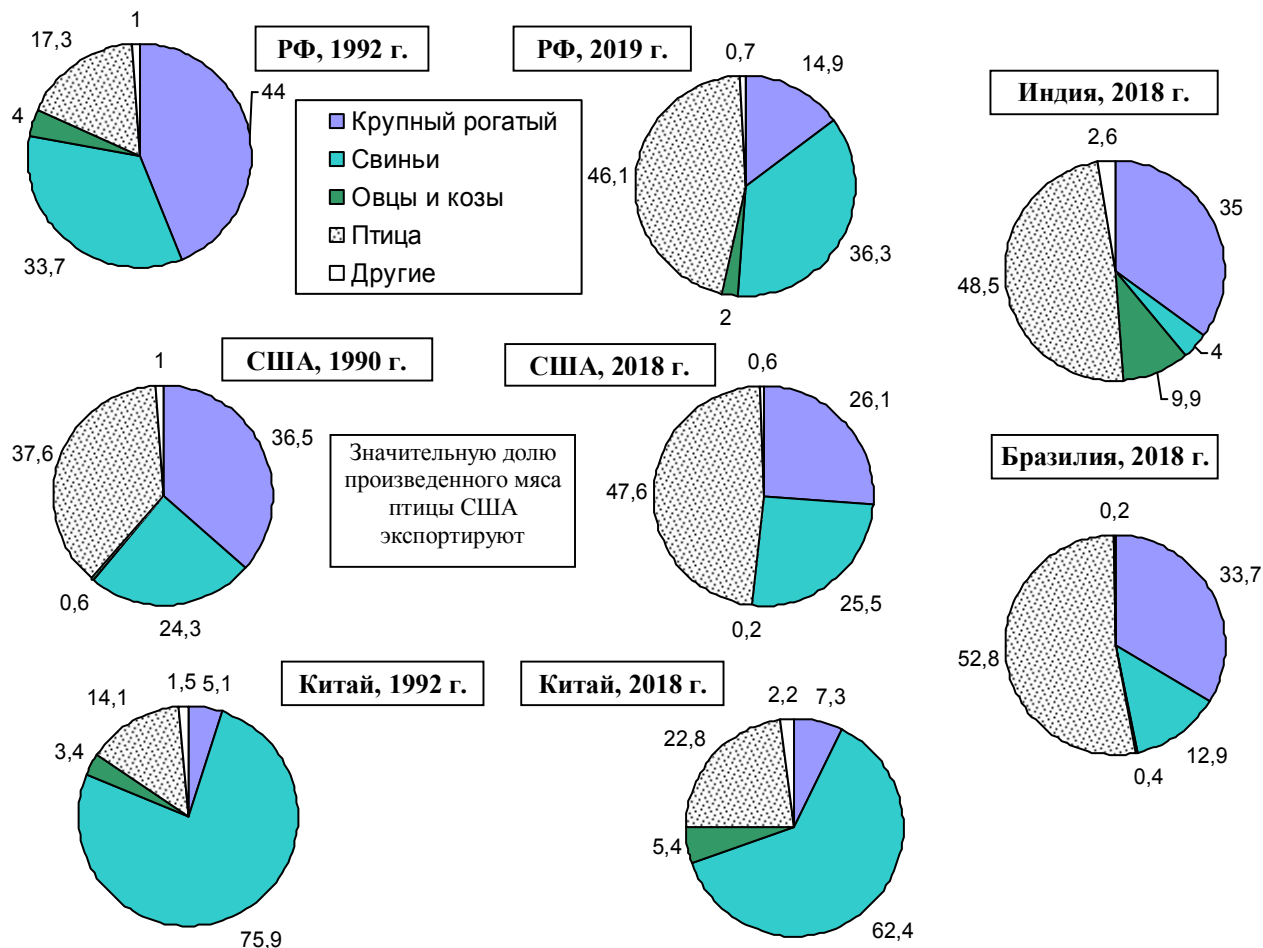 РФ, 1992 г.
1
17,3
4
33,7
44
Крупный рогатый
Свиньи
Овцы и козы
Птица
Другие
РФ, 2019 г.
0,7
14,9
46,1
36,3
2
Индия, 2018 г.
2,6
35
48,5
4
9,9
США, 1990 г.
1
37,6
36,5
0,6
24,3
Значительную долю
произведенного мяса
птицы США
экспортируют
США, 2018 г.
0,6
26,1
47,6
25,5
0,2
Бразилия, 2018 г.
0,2
33,7
52,8
12,9
0,4
Китай, 1992 г.
1,5
5,1
14,1
3,4
75,9
Китай, 2018 г.
2,2
7,3
22,8
5,4
62,4